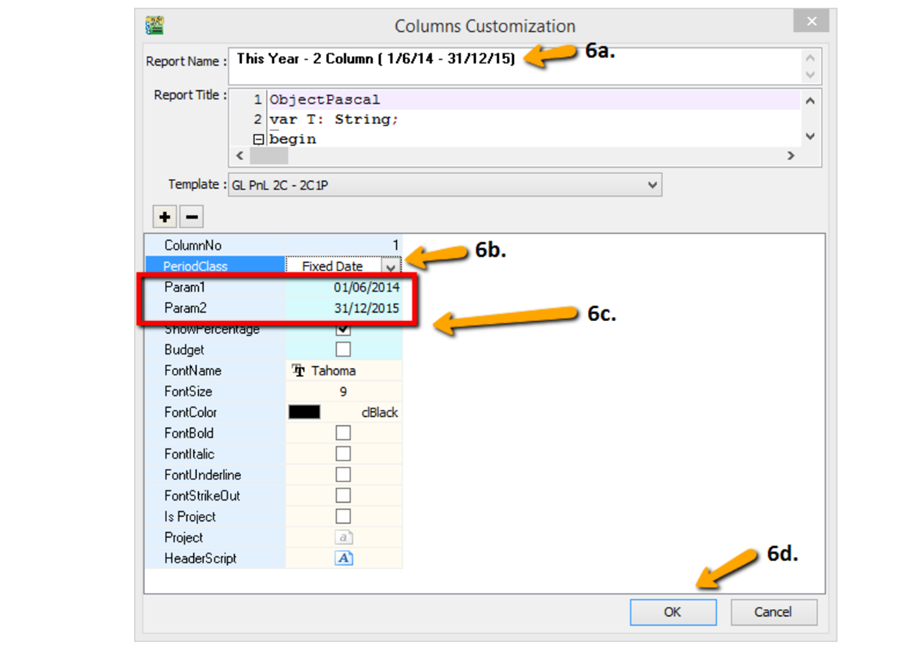 Columns Customization
Report Name : This Year - 2 Column ( 1/6/14 - 31/12/15)
6a.
Report Title : 1 ObjectPascal
2 var T: String;
begin
Template : GL PnL 2C - 2C1P
ColumnNo 1
6b.
PeriodClass Fixed Date
Param1 01/06/2014
Param2 31/12/2015
6c.
ShowPercentage
Budget
FontName Tahoma
FontSize 9
FontColor clBlack
FontBold
FontItalic
FontUnderline
FontStrikeOut
Is Project
Project
HeaderScript
6d.
OK Cancel